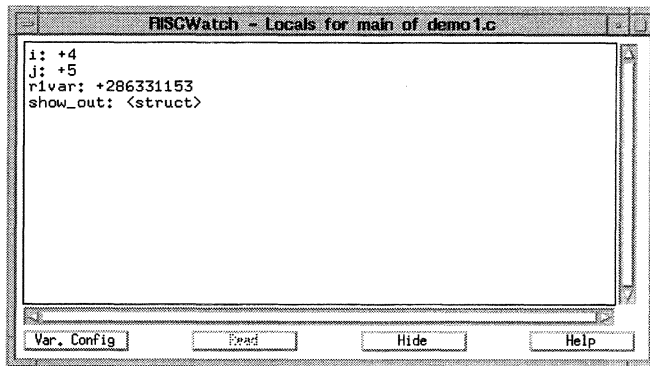 RISCWatch - Locals for main of demo1.c
i: +4
j: +5
r1var: +286331153
show_out: <struct>
Var. Config Read Hide Help